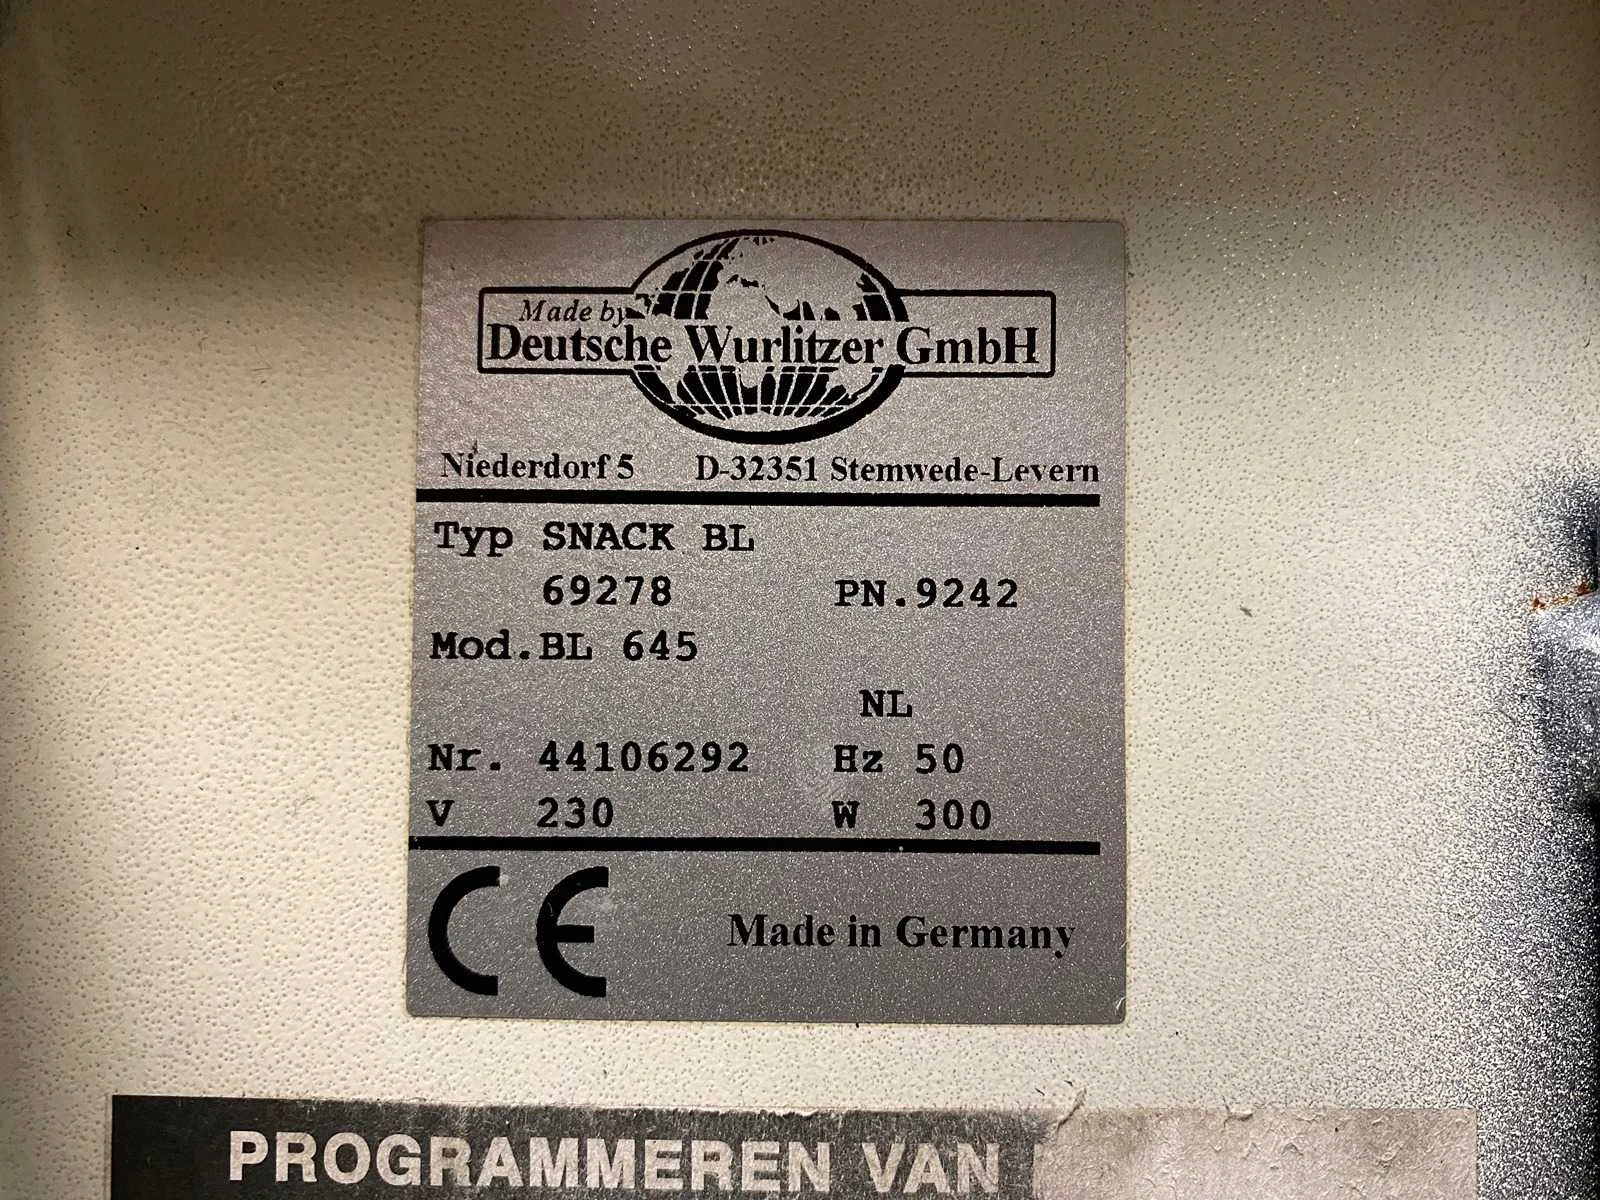 Made by
Deutsche Wurlitzer GmbH
Niederdorf 5 D-32351 Stemwede-Levern
Typ SNACK BL
69278 PN.9242
Mod.BL 645
NL
Nr. 44106292 Hz 50
V 230 W 300
CE Made in Germany
PROGRAMMEREN VAN